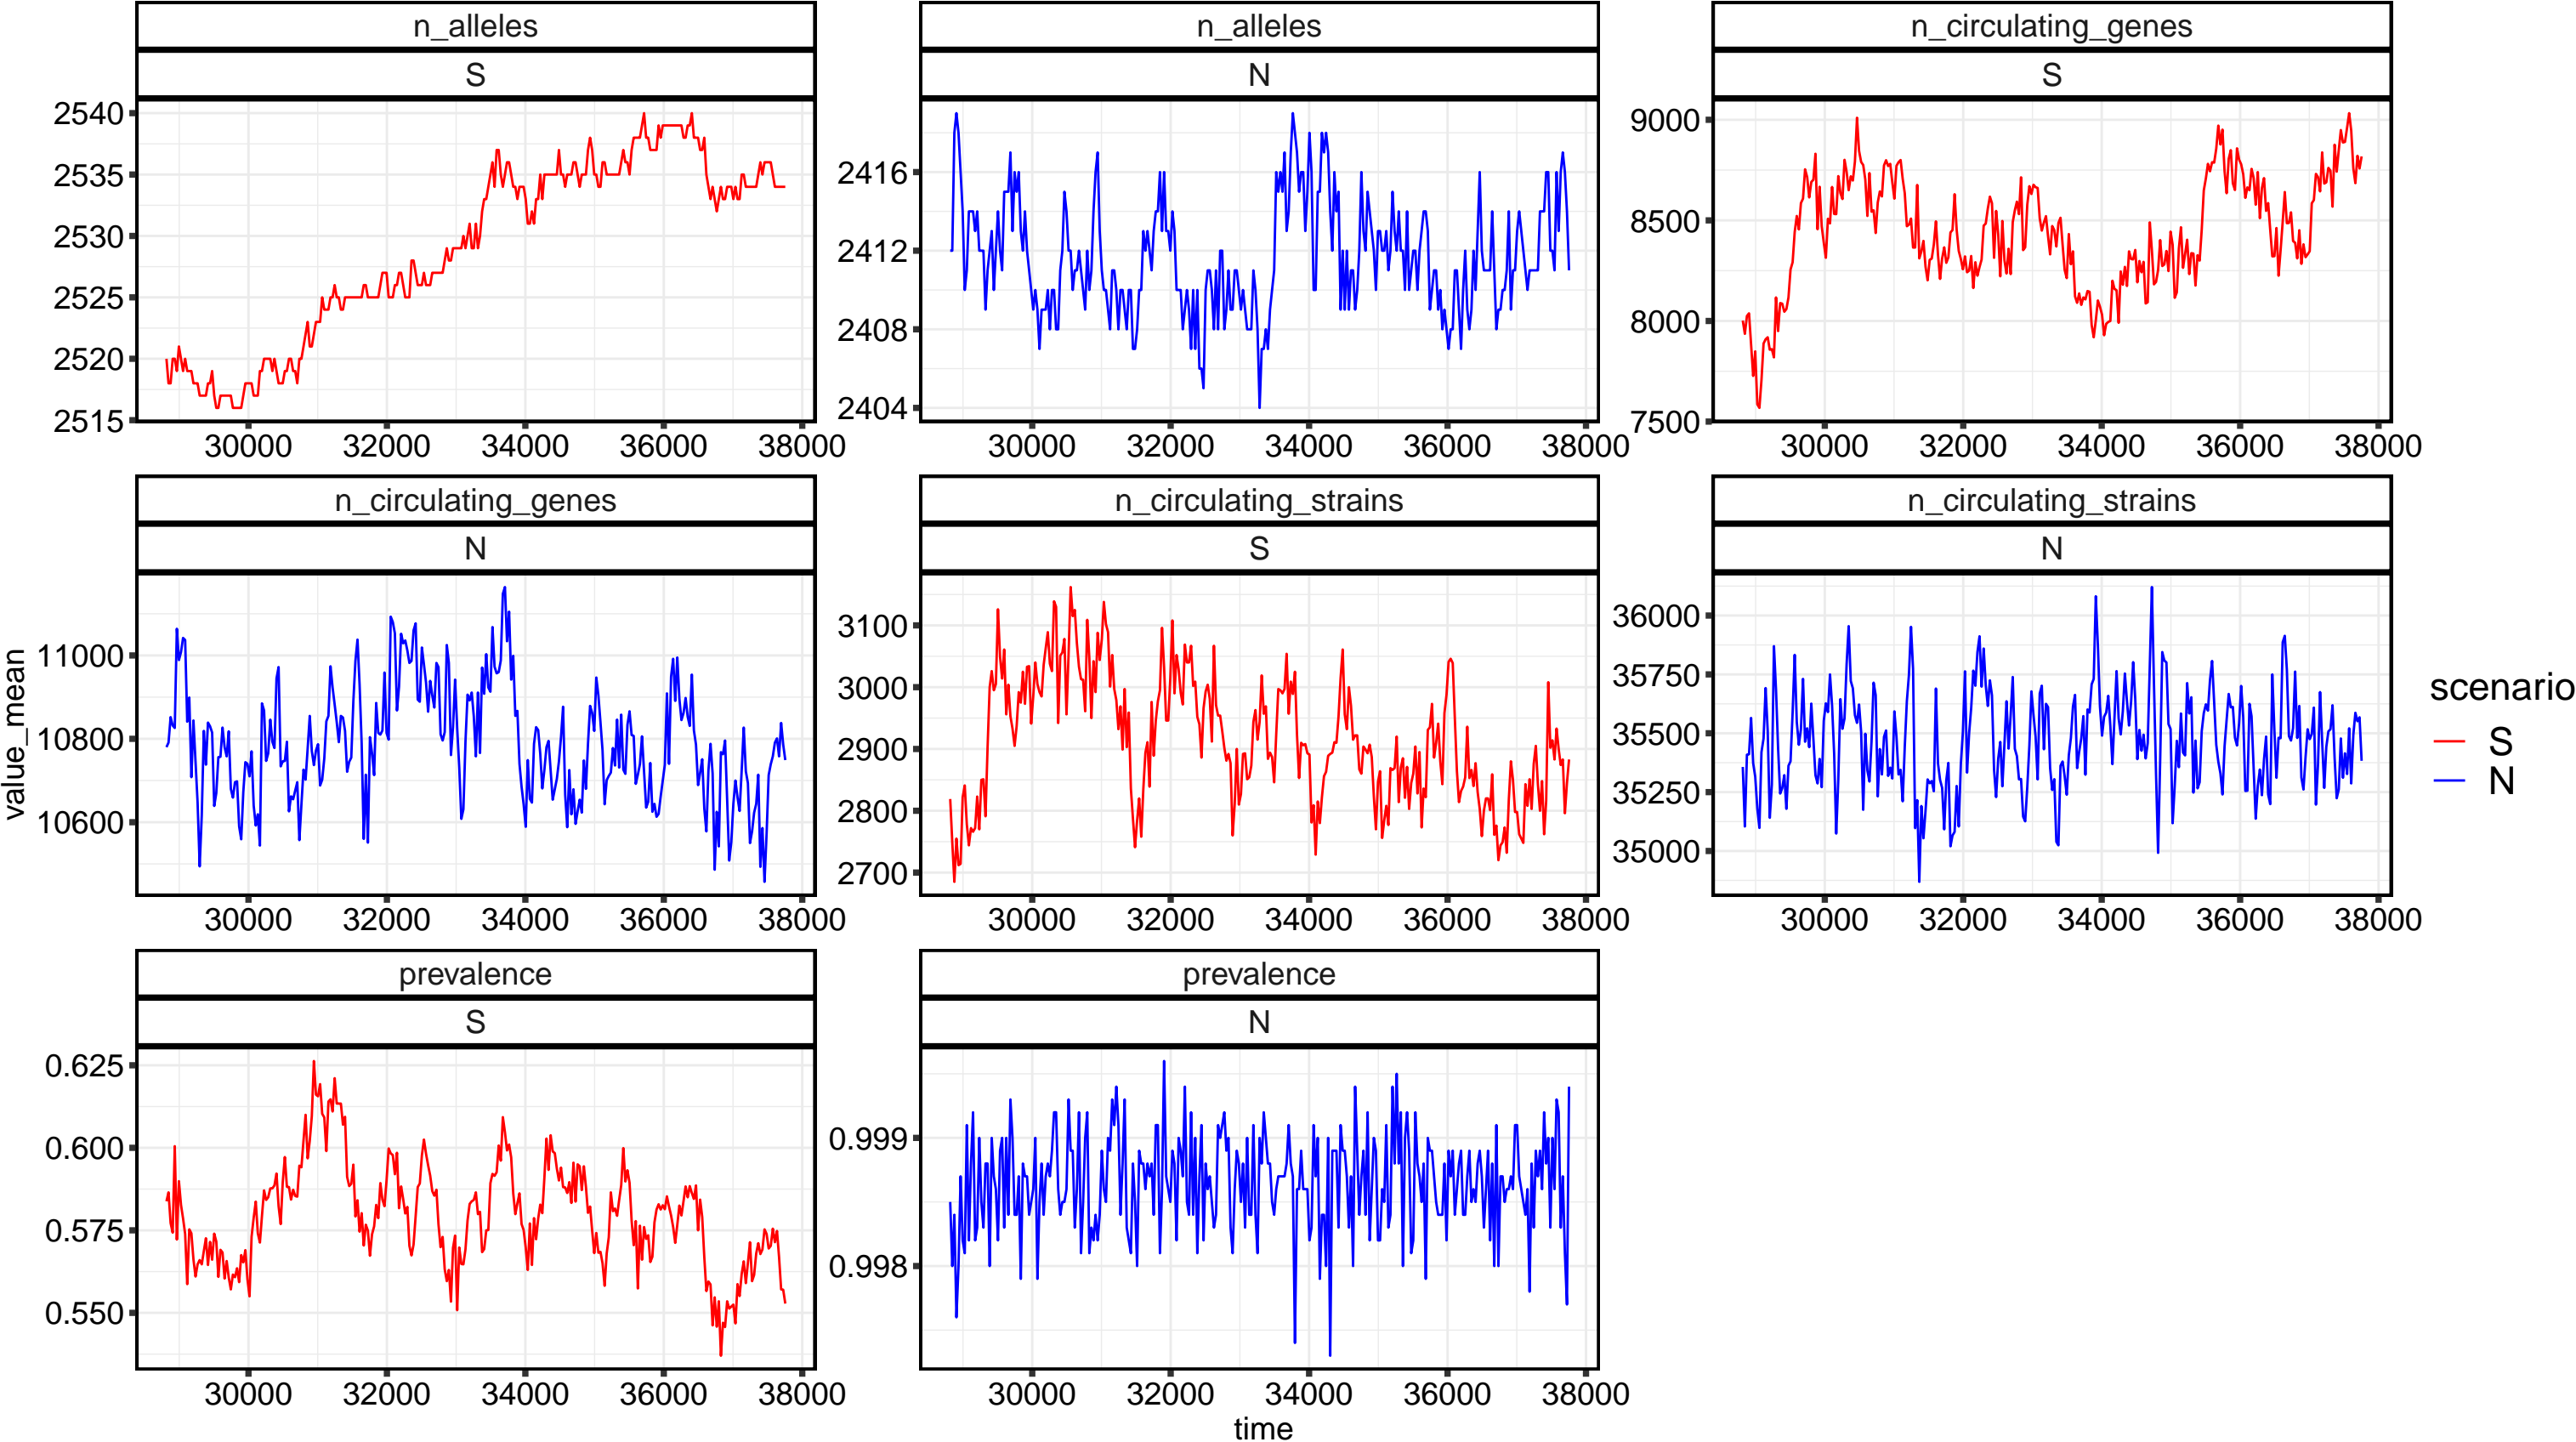 n_alleles
S
2540
2535
2530
2525
2520
2515
30000 32000 34000 36000 38000
n_alleles
N
2416
2412
2408
2404
30000 32000 34000 36000 38000
n_circulating_genes
S
9000
8500
8000
7500
30000 32000 34000 36000 38000
n_circulating_genes
N
11000
10800
10600
30000 32000 34000 36000 38000
n_circulating_strains
S
3100
3000
2900
2800
2700
30000 32000 34000 36000 38000
n_circulating_strains
N
36000
35750
35500
35250
35000
30000 32000 34000 36000 38000
prevalence
S
0.625
0.600
0.575
0.550
30000 32000 34000 36000 38000
prevalence
N
0.999
0.998
30000 32000 34000 36000 38000
value_mean
time
scenario
S
N